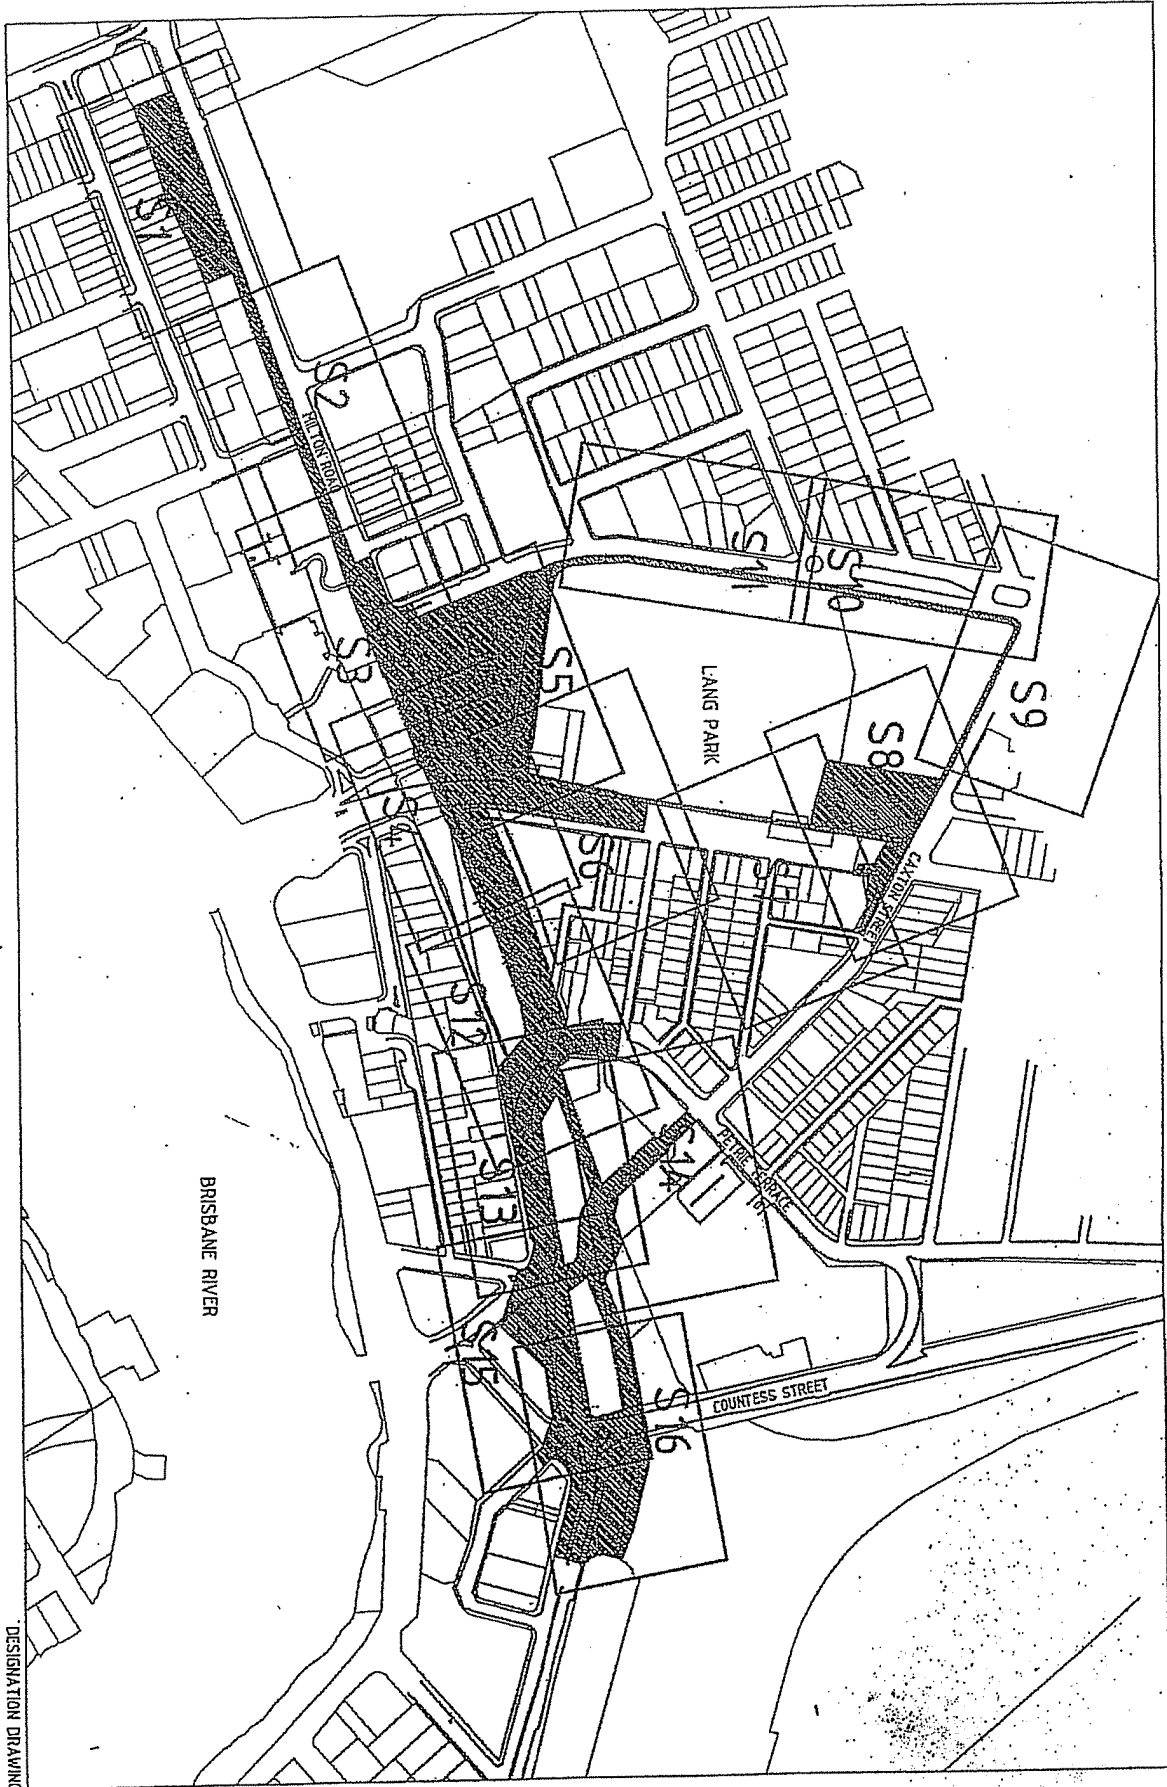 S1
S2
MILTON ROAD
S3
S4
S5
S6
S7
S8
S9
S10
S11
LANG PARK
CAXTON STREET
S12
S13
S14
PETRIE TERRACE
S15
S16
COUNTESS STREET
BRISBANE RIVER
DESIGNATION DRAWING